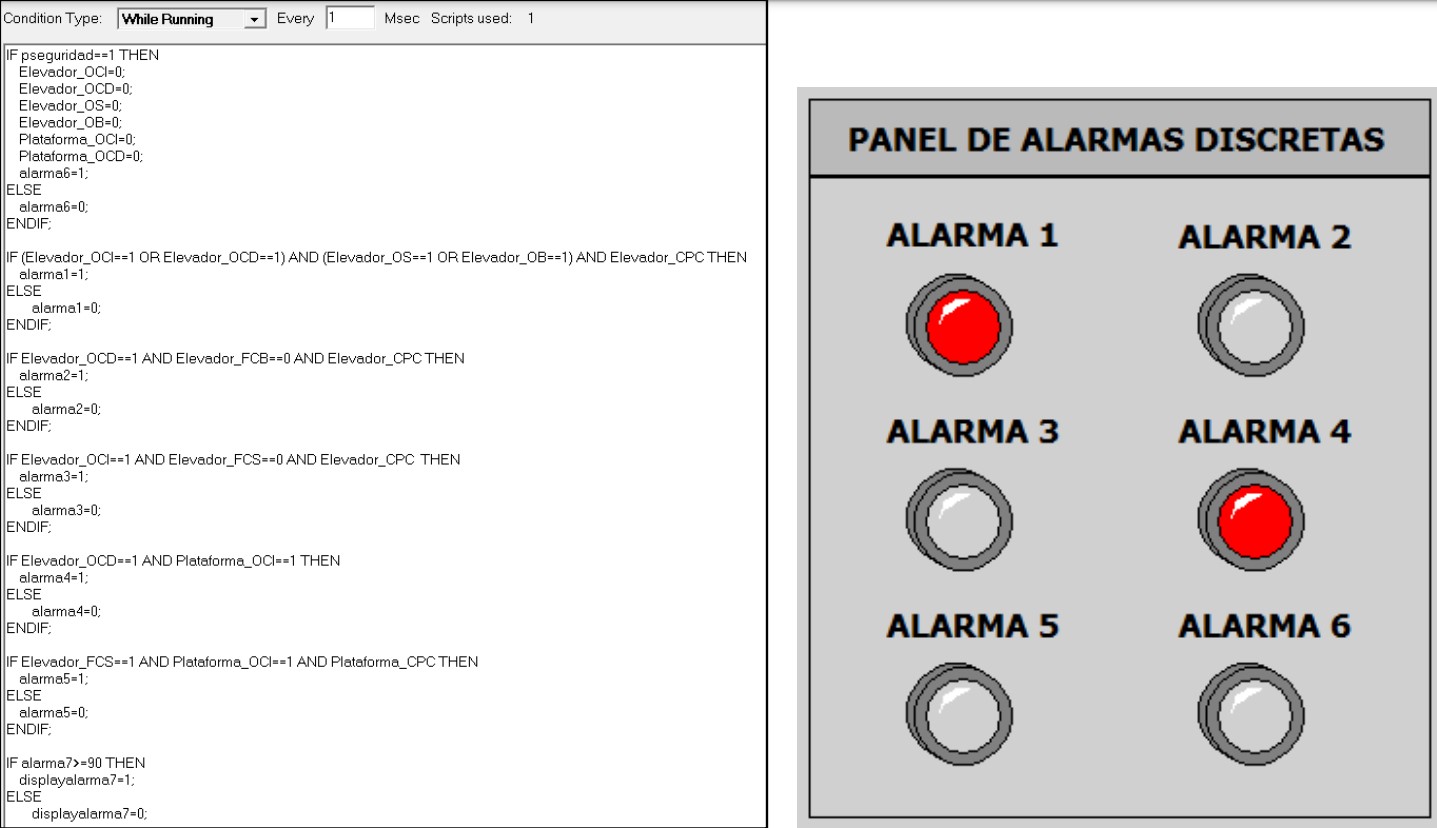 Condition Type: While Running Every 1 Msec Scripts used: 1
IF pseguridad==1 THEN
Elevador_OCI=0;
Elevador_OCD=0;
Elevador_OS=0;
Elevador_OB=0;
Plataforma_OCI=0;
Plataforma_OCD=0;
alarma6=1;
ELSE
alarma6=0;
ENDIF;
IF (Elevador_OCI==1 OR Elevador_OCD==1) AND (Elevador_OS==1 OR Elevador_OB==1) AND Elevador_CPC THEN
alarma1=1;
ELSE
alarma1=0;
ENDIF;
IF Elevador_OCD==1 AND Elevador_FCB==0 AND Elevador_CPC THEN
alarma2=1;
ELSE
alarma2=0;
ENDIF;
IF Elevador_OCI==1 AND Elevador_FCS==0 AND Elevador_CPC THEN
alarma3=1;
ELSE
alarma3=0;
ENDIF;
IF Elevador_OCD==1 AND Plataforma_OCI==1 THEN
alarma4=1;
ELSE
alarma4=0;
ENDIF;
IF Elevador_FCS==1 AND Plataforma_OCI==1 AND Plataforma_CPC THEN
alarma5=1;
ELSE
alarma5=0;
ENDIF;
IF alarma7>=90 THEN
displayalarma7=1;
ELSE
displayalarma7=0;
PANEL DE ALARMAS DISCRETAS
ALARMA 1
ALARMA 2
ALARMA 3
ALARMA 4
ALARMA 5
ALARMA 6